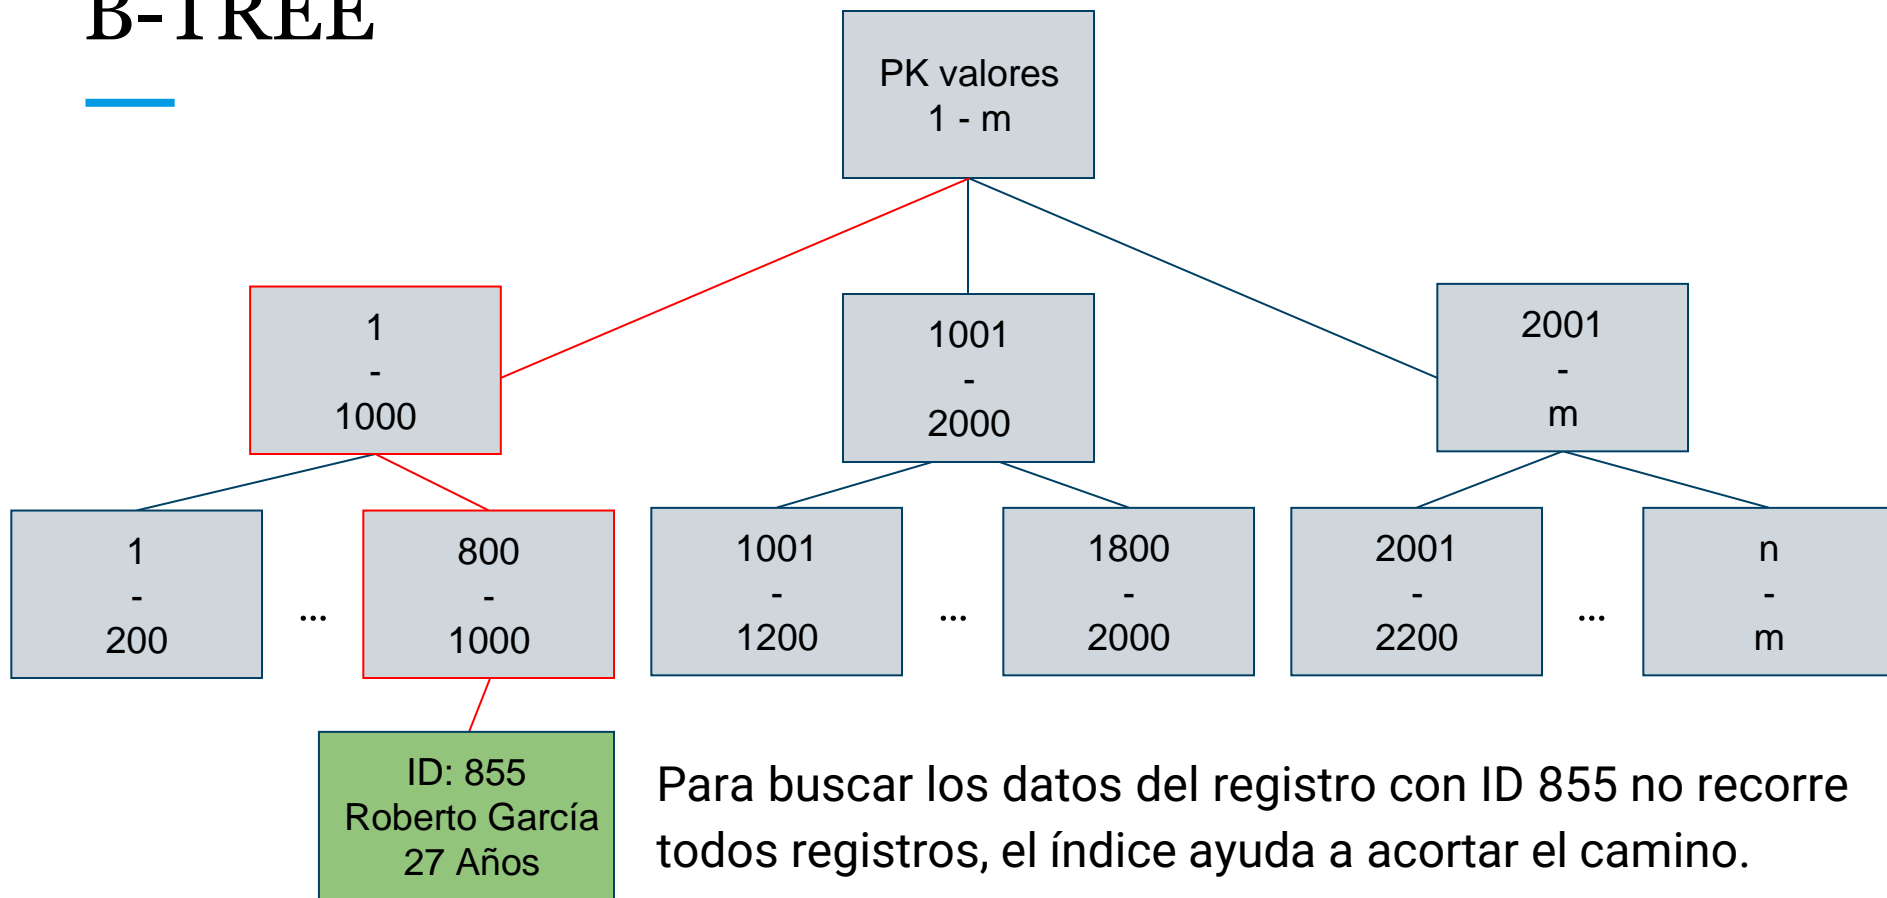 B-TREE
PK valores
1 - m
1
-
1000
1001
-
2000
2001
-
m
1
-
200
...
800
-
1000
1001
-
1200
...
1800
-
2000
2001
-
2200
...
n
-
m
ID: 855
Roberto García
27 Años
Para buscar los datos del registro con ID 855 no recorre
todos registros, el índice ayuda a acortar el camino.